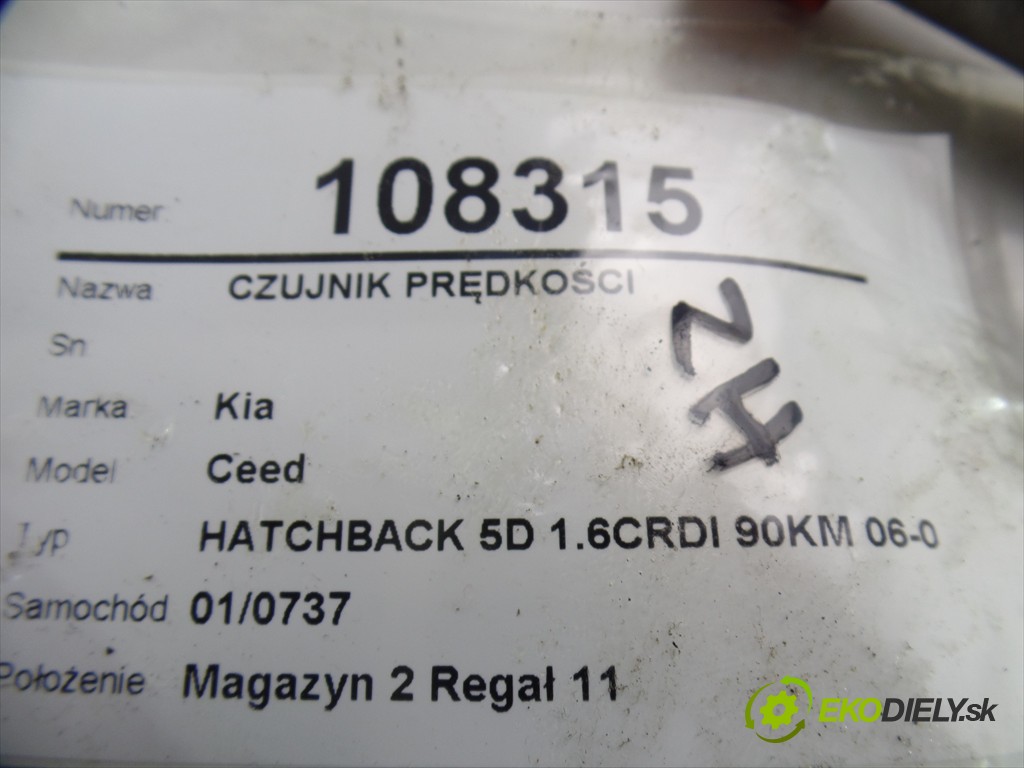 Numer 108315
Nazwa CZUJNIK PRĘDKOŚCI
Sn
Marka Kia
Model Ceed
Typ HATCHBACK 5D 1.6CRDI 90KM 06-0
Samochód 01/0737
Położenie Magazyn 2 Regał 11
ZH
EKODIELY.sk